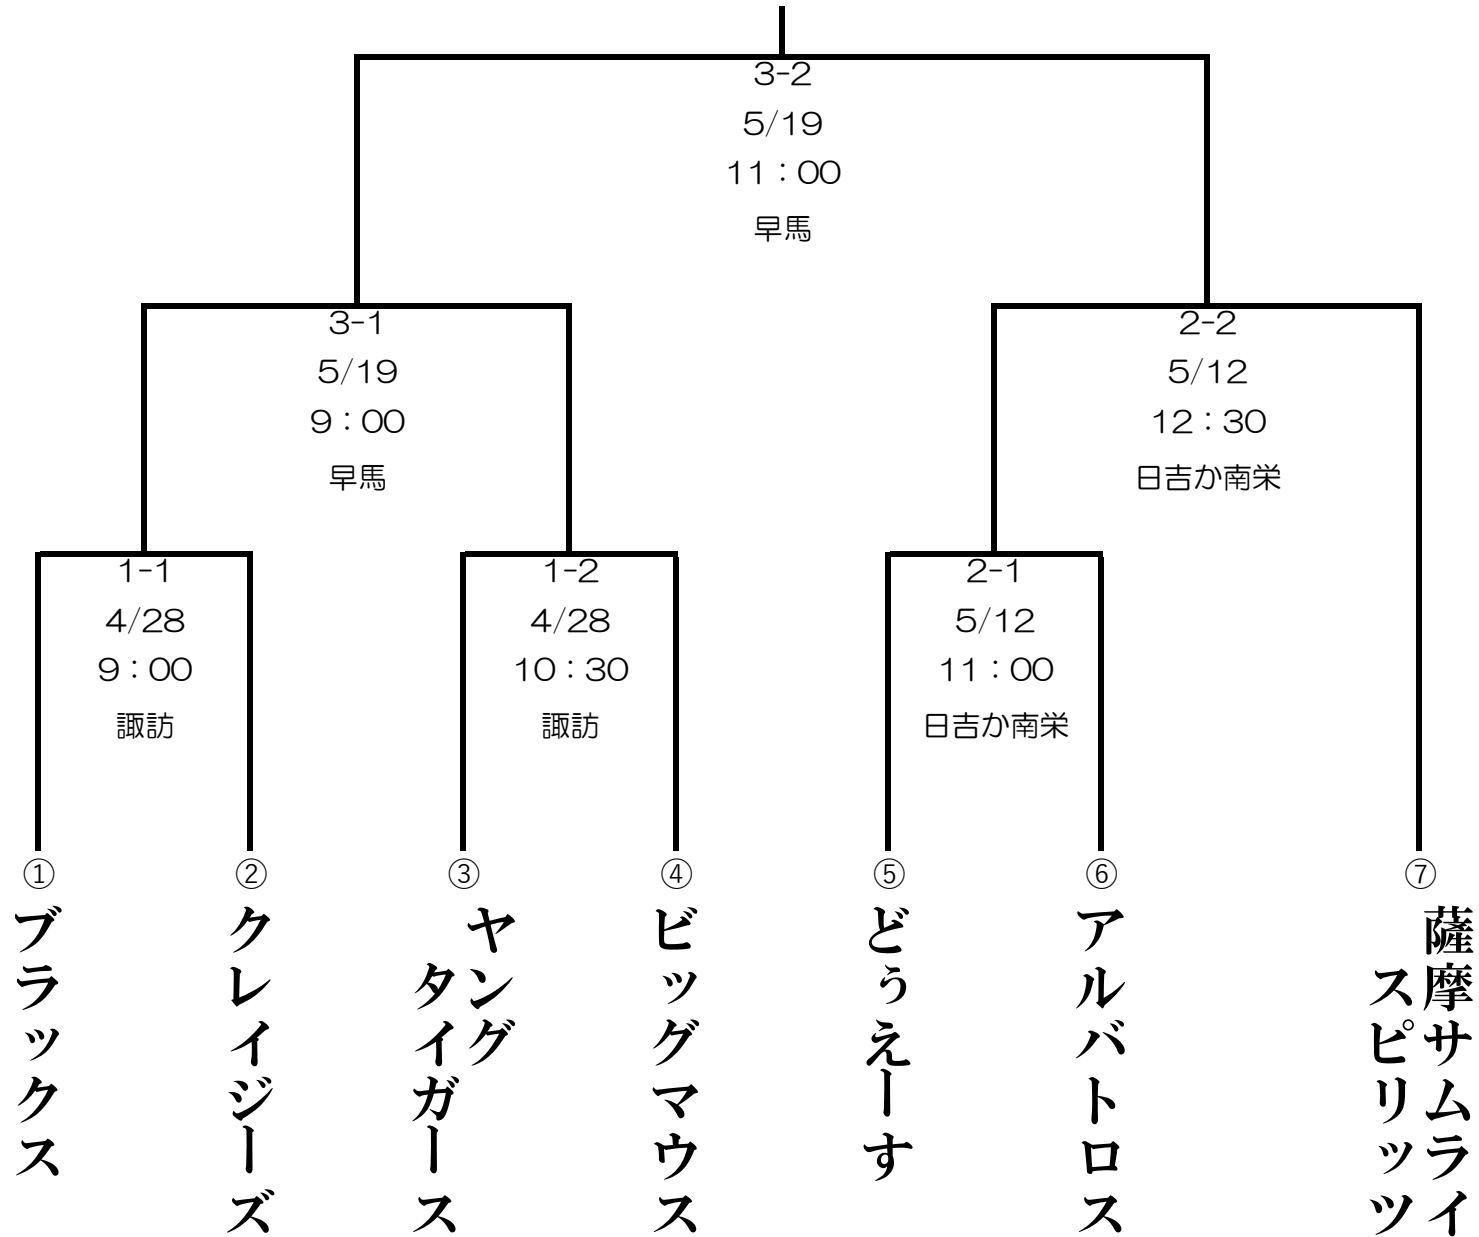 3-2
5/19
11：00
早馬
3-1
5/19
9：00
早馬
2-2
5/12
12：30
日吉か南栄
1-1
4/28
9：00
諏訪
1-2
4/28
10：30
諏訪
2-1
5/12
11：00
日吉か南栄
①
ブラックス
②
クレイジーズ
③
ヤング
タイガース
④
ビッグマウス
⑤
どぅえーす
⑥
アルバトロス
⑦
薩摩サムライ
スピリッツ